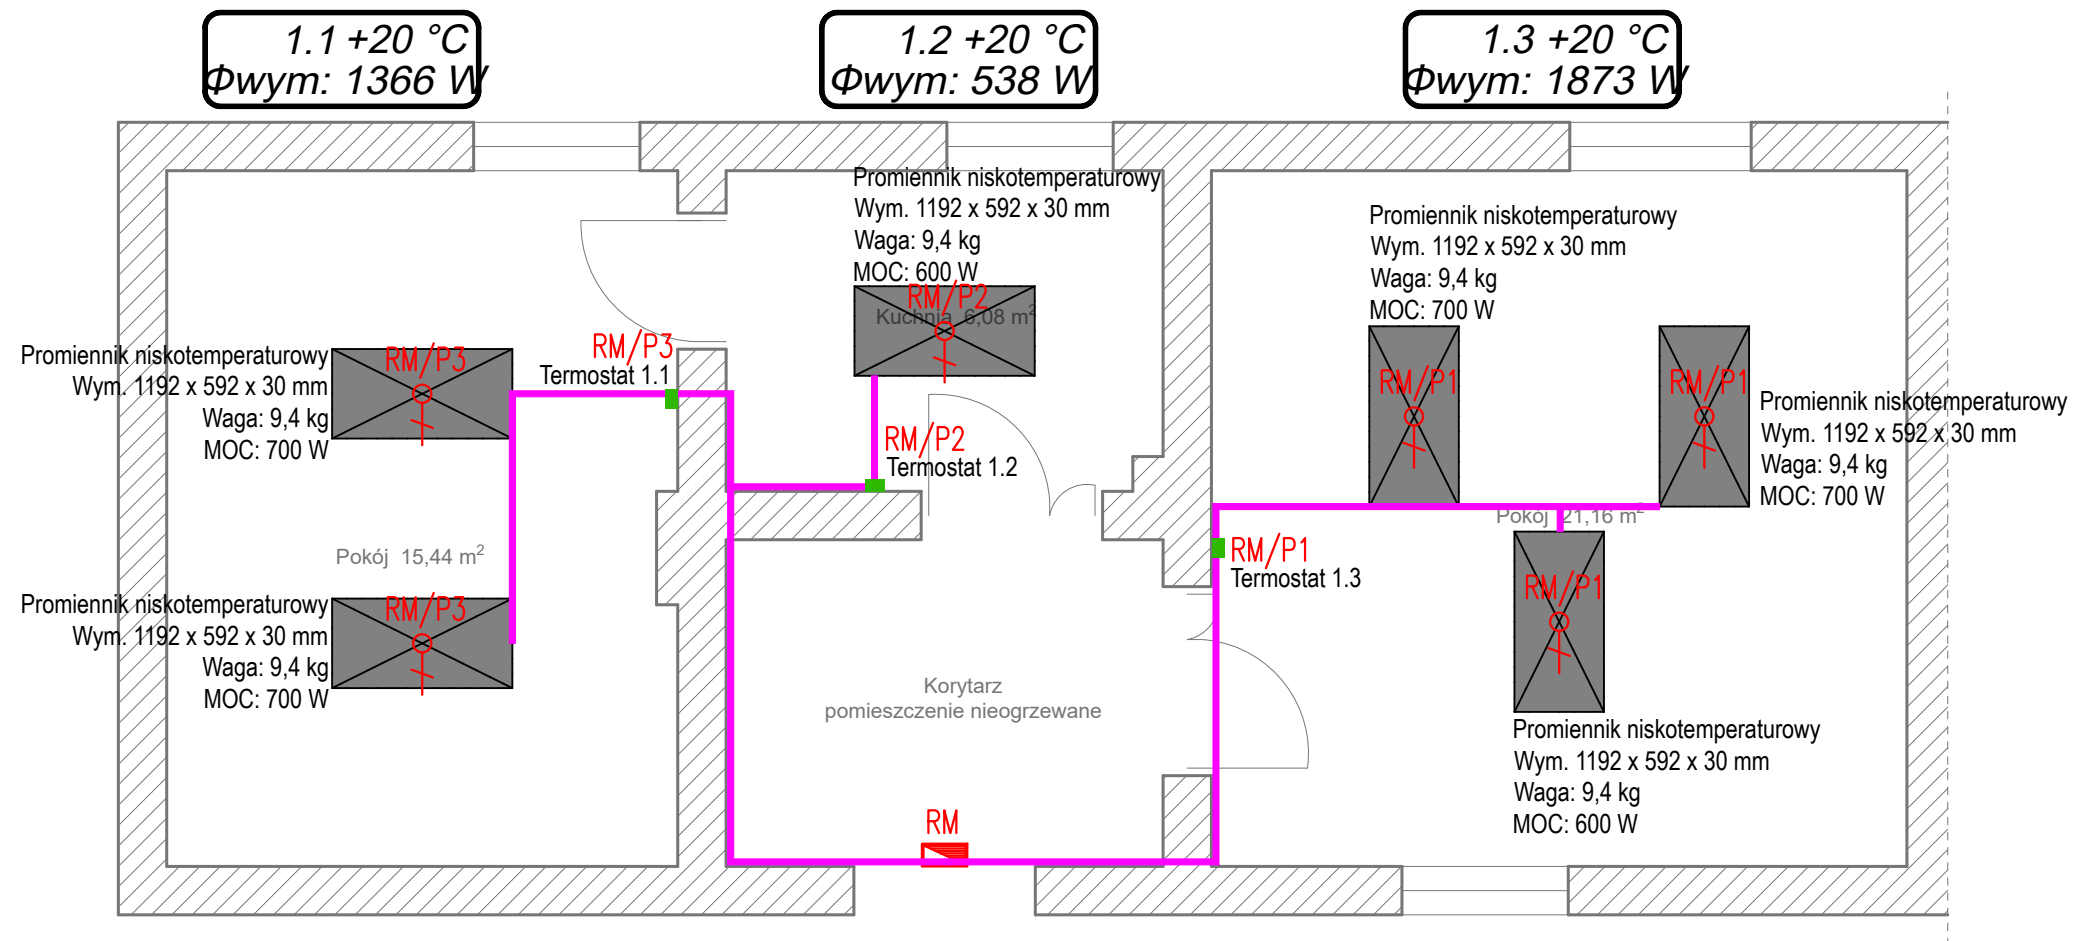 1.1 +20 °C
Φwym: 1366 W
1.2 +20 °C
Φwym: 538 W
1.3 +20 °C
Φwym: 1873 W
Promiennik niskotemperaturowy
Wym. 1192 x 592 x 30 mm
Waga: 9,4 kg
MOC: 600 W
RM/P2
Kuchnia 6,08 m²
Promiennik niskotemperaturowy
Wym. 1192 x 592 x 30 mm
Waga: 9,4 kg
MOC: 700 W
RM/P1
RM/P1
Promiennik niskotemperaturowy
Wym. 1192 x 592 x 30 mm
Waga: 9,4 kg
MOC: 700 W
Promiennik niskotemperaturowy
Wym. 1192 x 592 x 30 mm
Waga: 9,4 kg
MOC: 700 W
RM/P3
RM/P3
Termostat 1.1
RM/P2
Termostat 1.2
Pokój 15,44 m²
Pokój 21,16 m²
RM/P1
Termostat 1.3
RM/P1
Promiennik niskotemperaturowy
Wym. 1192 x 592 x 30 mm
Waga: 9,4 kg
MOC: 700 W
RM/P3
Korytarz
pomieszczenie nieogrzewane
Promiennik niskotemperaturowy
Wym. 1192 x 592 x 30 mm
Waga: 9,4 kg
MOC: 600 W
RM